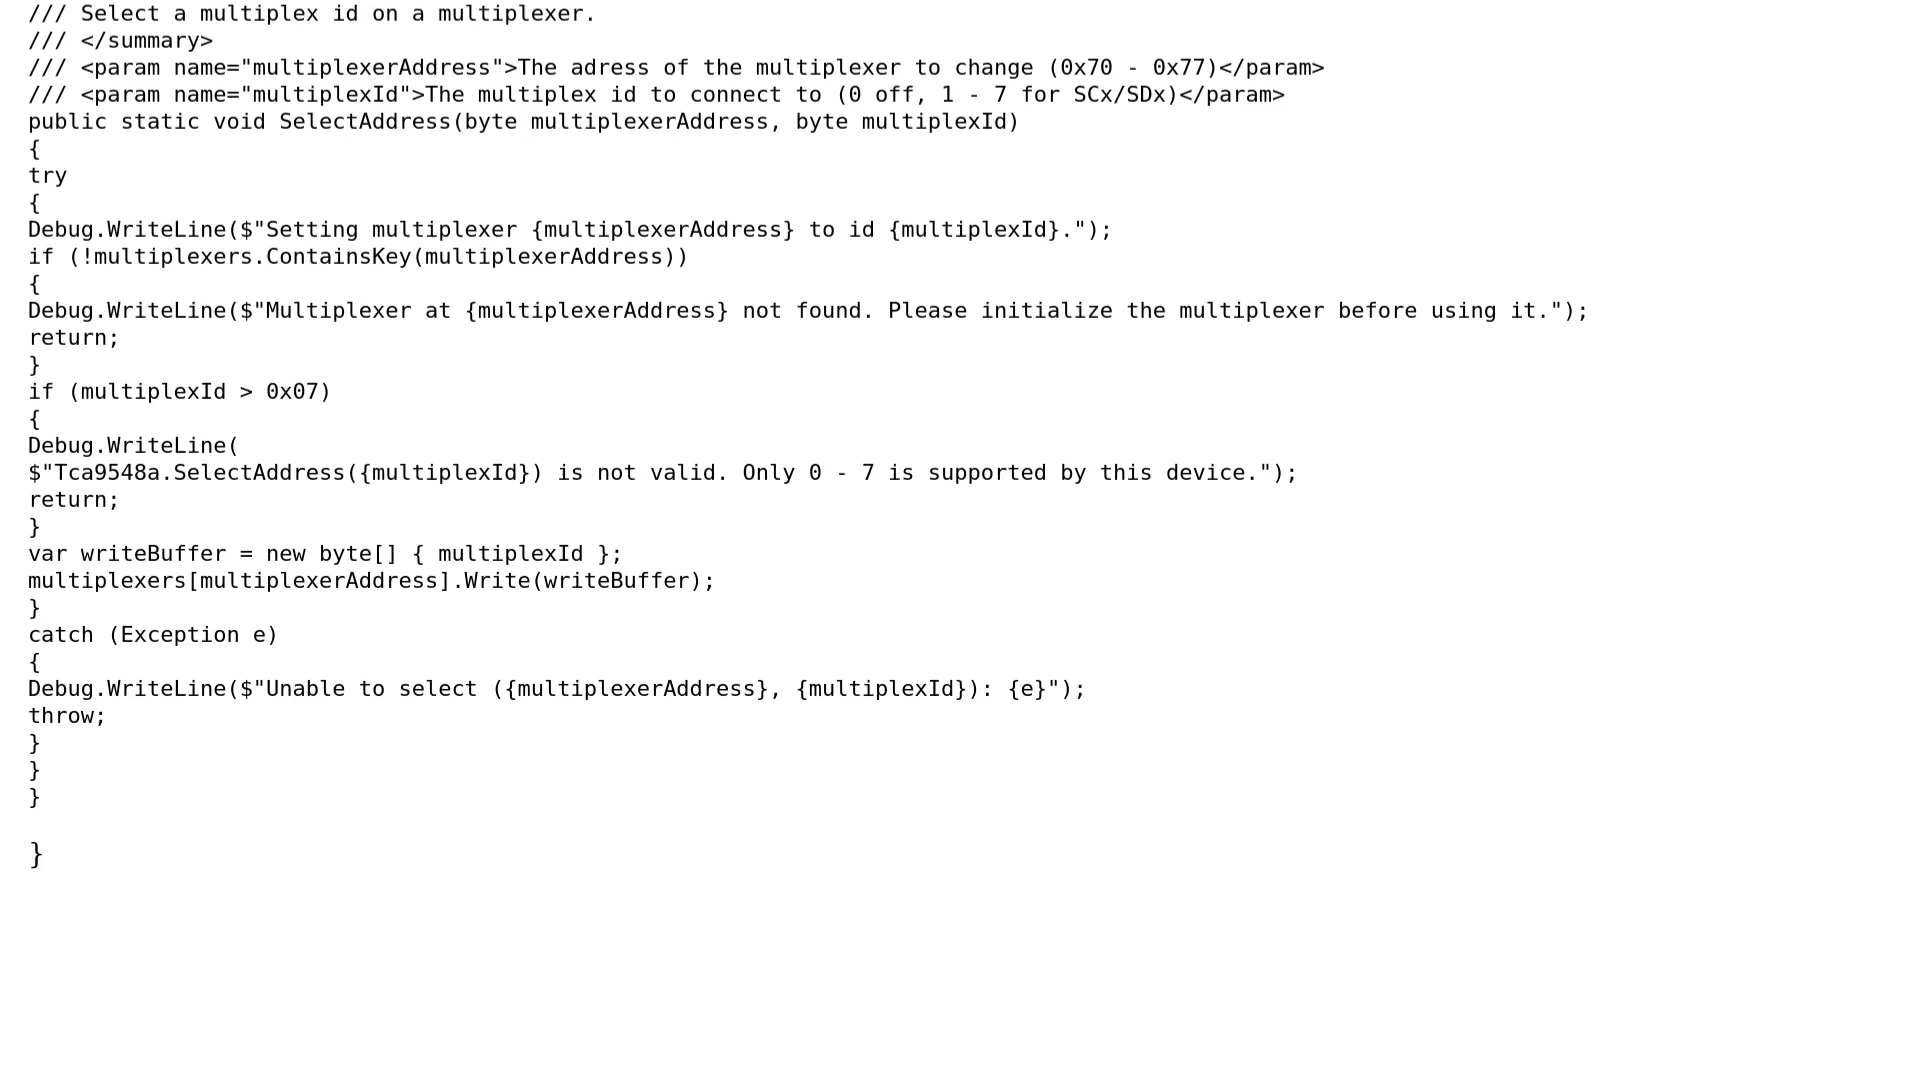 /// Select a multiplex id on a multiplexer.
/// </summary>
/// <param name="multiplexerAddress">The adress of the multiplexer to change (0x70 - 0x77)</param>
/// <param name="multiplexId">The multiplex id to connect to (0 off, 1 - 7 for SCx/SDx)</param>
public static void SelectAddress(byte multiplexerAddress, byte multiplexId)
{
try
{
Debug.WriteLine($"Setting multiplexer {multiplexerAddress} to id {multiplexId}.");
if (!multiplexers.ContainsKey(multiplexerAddress))
{
Debug.WriteLine($"Multiplexer at {multiplexerAddress} not found. Please initialize the multiplexer before using it.");
return;
}
if (multiplexId > 0x07)
{
Debug.WriteLine(
$"Tca9548a.SelectAddress({multiplexId}) is not valid. Only 0 - 7 is supported by this device.");
return;
}
var writeBuffer = new byte[] { multiplexId };
multiplexers[multiplexerAddress].Write(writeBuffer);
}
catch (Exception e)
{
Debug.WriteLine($"Unable to select ({multiplexerAddress}, {multiplexId}): {e}");
throw;
}
}
}
}